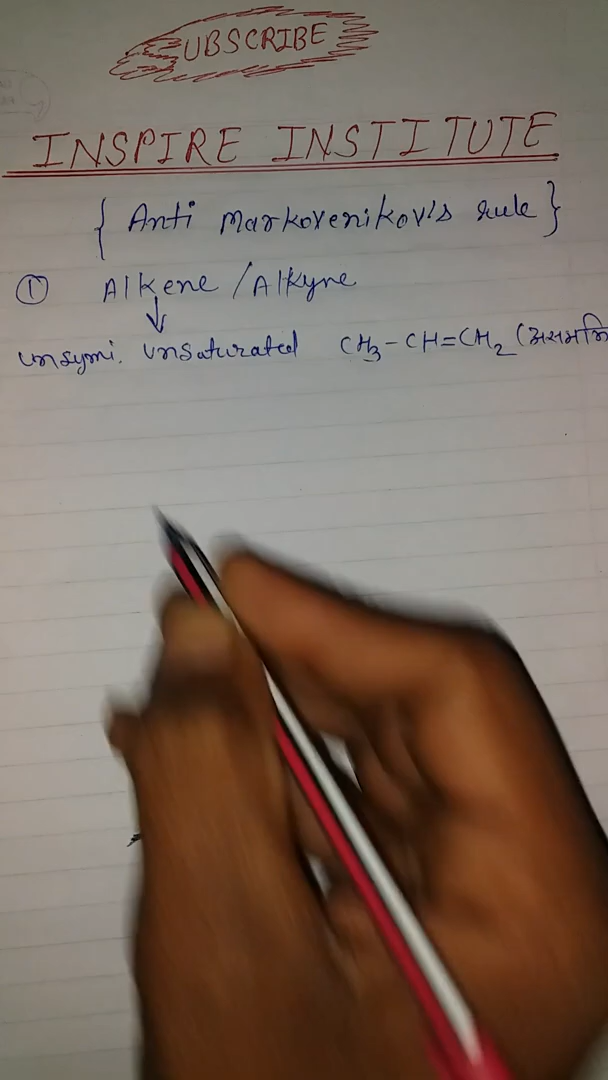 SUBSCRIBE
INSPIRE INSTITUTE
{ Anti Markovenikov's rule }
① Alkene / Alkyne
↓
unsymi. unsaturated CH₃-CH=CH₂ (असममि